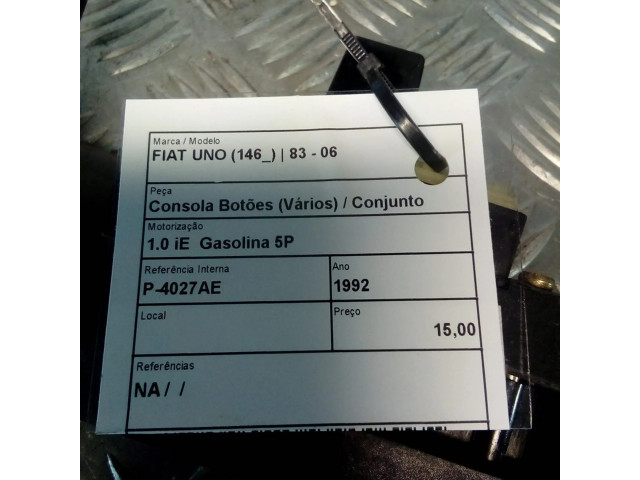 Marca / Modelo
FIAT UNO (146_) | 83 - 06
Peça
Consola Botões (Vários) / Conjunto
Motorização
1.0 iE  Gasolina 5P
Referência Interna
P-4027AE
Ano
1992
Local
Preço
15,00
Referências
NA /  /